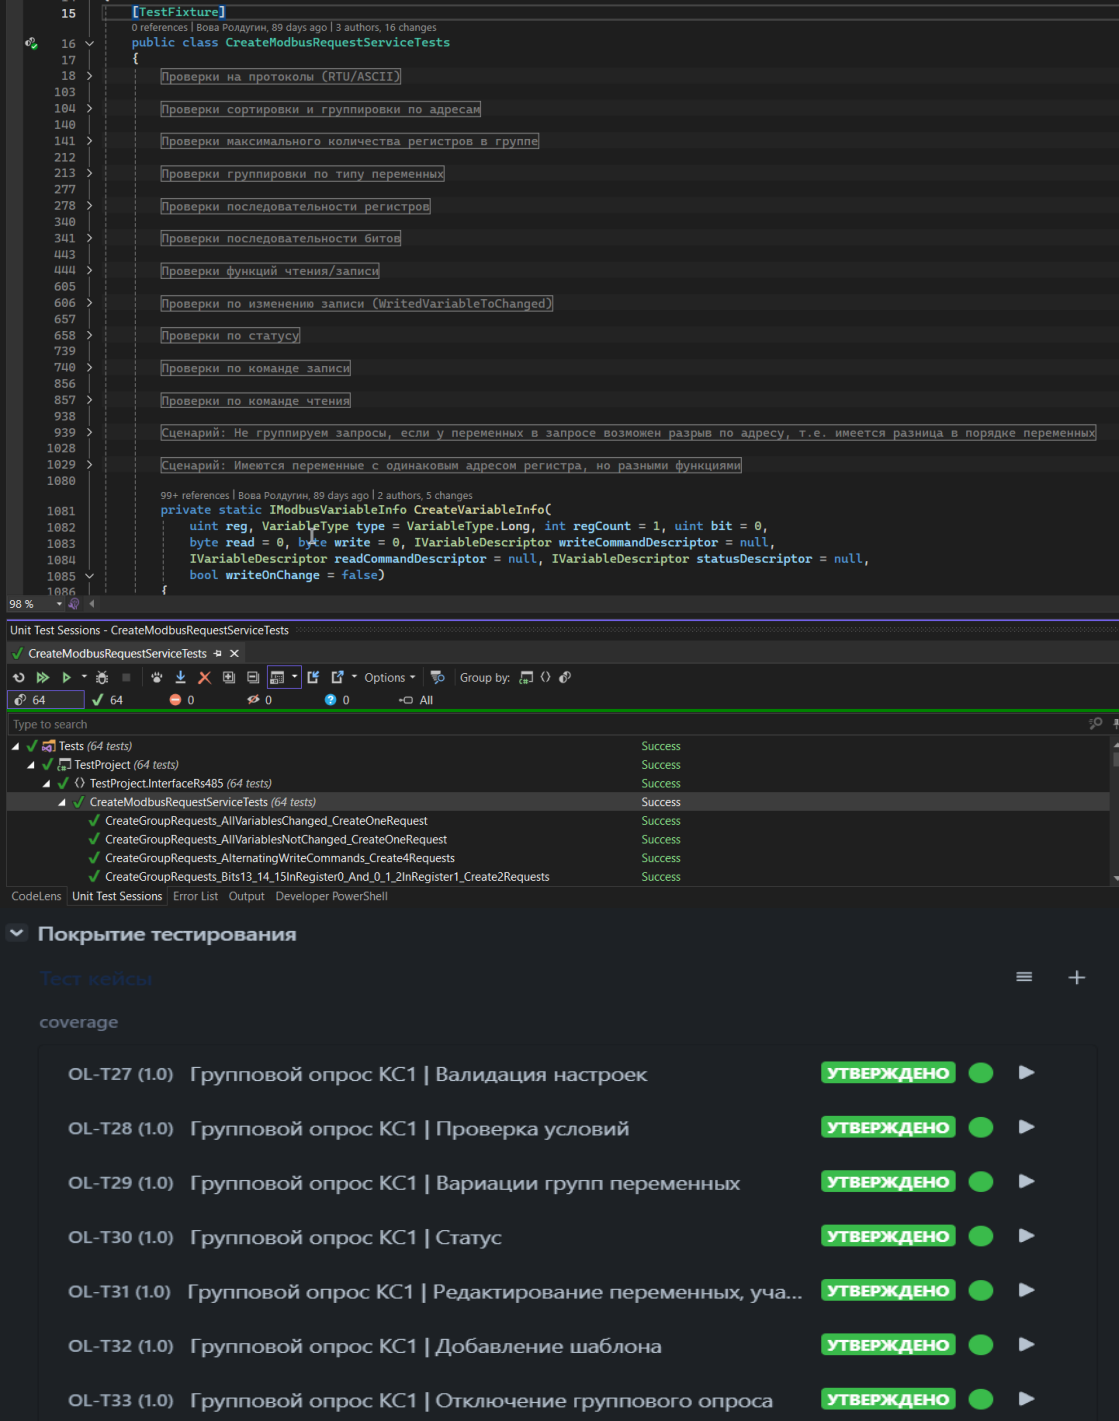 15 [TestFixture]
0 references | Вова Ролдугин, 89 days ago | 3 authors, 16 changes
16 public class CreateModbusRequestServiceTests
17 {
18 Проверки на протоколы (RTU/ASCII)
103
104 Проверки сортировки и группировки по адресам
140
141 Проверки максимального количества регистров в группе
212
213 Проверки группировки по типу переменных
277
278 Проверки последовательности регистров
340
341 Проверки последовательности битов
443
444 Проверки функций чтения/записи
605
606 Проверки по изменению записи (WritedVariableToChanged)
657
658 Проверки по статусу
739
740 Проверки по команде записи
856
857 Проверки по команде чтения
938
939 Сценарий: Не группируем запросы, если у переменных в запросе возможен разрыв по адресу, т.е. имеется разница в порядке переменных
1028
1029 Сценарий: Имеются переменные с одинаковым адресом регистра, но разными функциями
1080
99+ references | Вова Ролдугин, 89 days ago | 2 authors, 5 changes
1081 private static IModbusVariableInfo CreateVariableInfo(
1082 uint reg, VariableType type = VariableType.Long, int regCount = 1, uint bit = 0,
1083 byte read = 0, byte write = 0, IVariableDescriptor writeCommandDescriptor = null,
1084 IVariableDescriptor readCommandDescriptor = null, IVariableDescriptor statusDescriptor = null,
1085 bool writeOnChange = false)
1086 {
98 %
Unit Test Sessions - CreateModbusRequestServiceTests
CreateModbusRequestServiceTests
Options Group by:
64 64 0 0 0 All
Type to search
Tests (64 tests) Success
TestProject (64 tests) Success
TestProject.InterfaceRs485 (64 tests) Success
CreateModbusRequestServiceTests (64 tests) Success
CreateGroupRequests_AllVariablesChanged_CreateOneRequest Success
CreateGroupRequests_AllVariablesNotChanged_CreateOneRequest Success
CreateGroupRequests_AlternatingWriteCommands_Create4Requests Success
CreateGroupRequests_Bits13_14_15InRegister0_And_0_1_2InRegister1_Create2Requests Success
CodeLens Unit Test Sessions Error List Output Developer PowerShell
Покрытие тестирования
Тест кейсы
coverage
OL-T27 (1.0) Групповой опрос КС1 | Валидация настроек УТВЕРЖДЕНО
OL-T28 (1.0) Групповой опрос КС1 | Проверка условий УТВЕРЖДЕНО
OL-T29 (1.0) Групповой опрос КС1 | Вариации групп переменных УТВЕРЖДЕНО
OL-T30 (1.0) Групповой опрос КС1 | Статус УТВЕРЖДЕНО
OL-T31 (1.0) Групповой опрос КС1 | Редактирование переменных, уча... УТВЕРЖДЕНО
OL-T32 (1.0) Групповой опрос КС1 | Добавление шаблона УТВЕРЖДЕНО
OL-T33 (1.0) Групповой опрос КС1 | Отключение группового опроса УТВЕРЖДЕНО